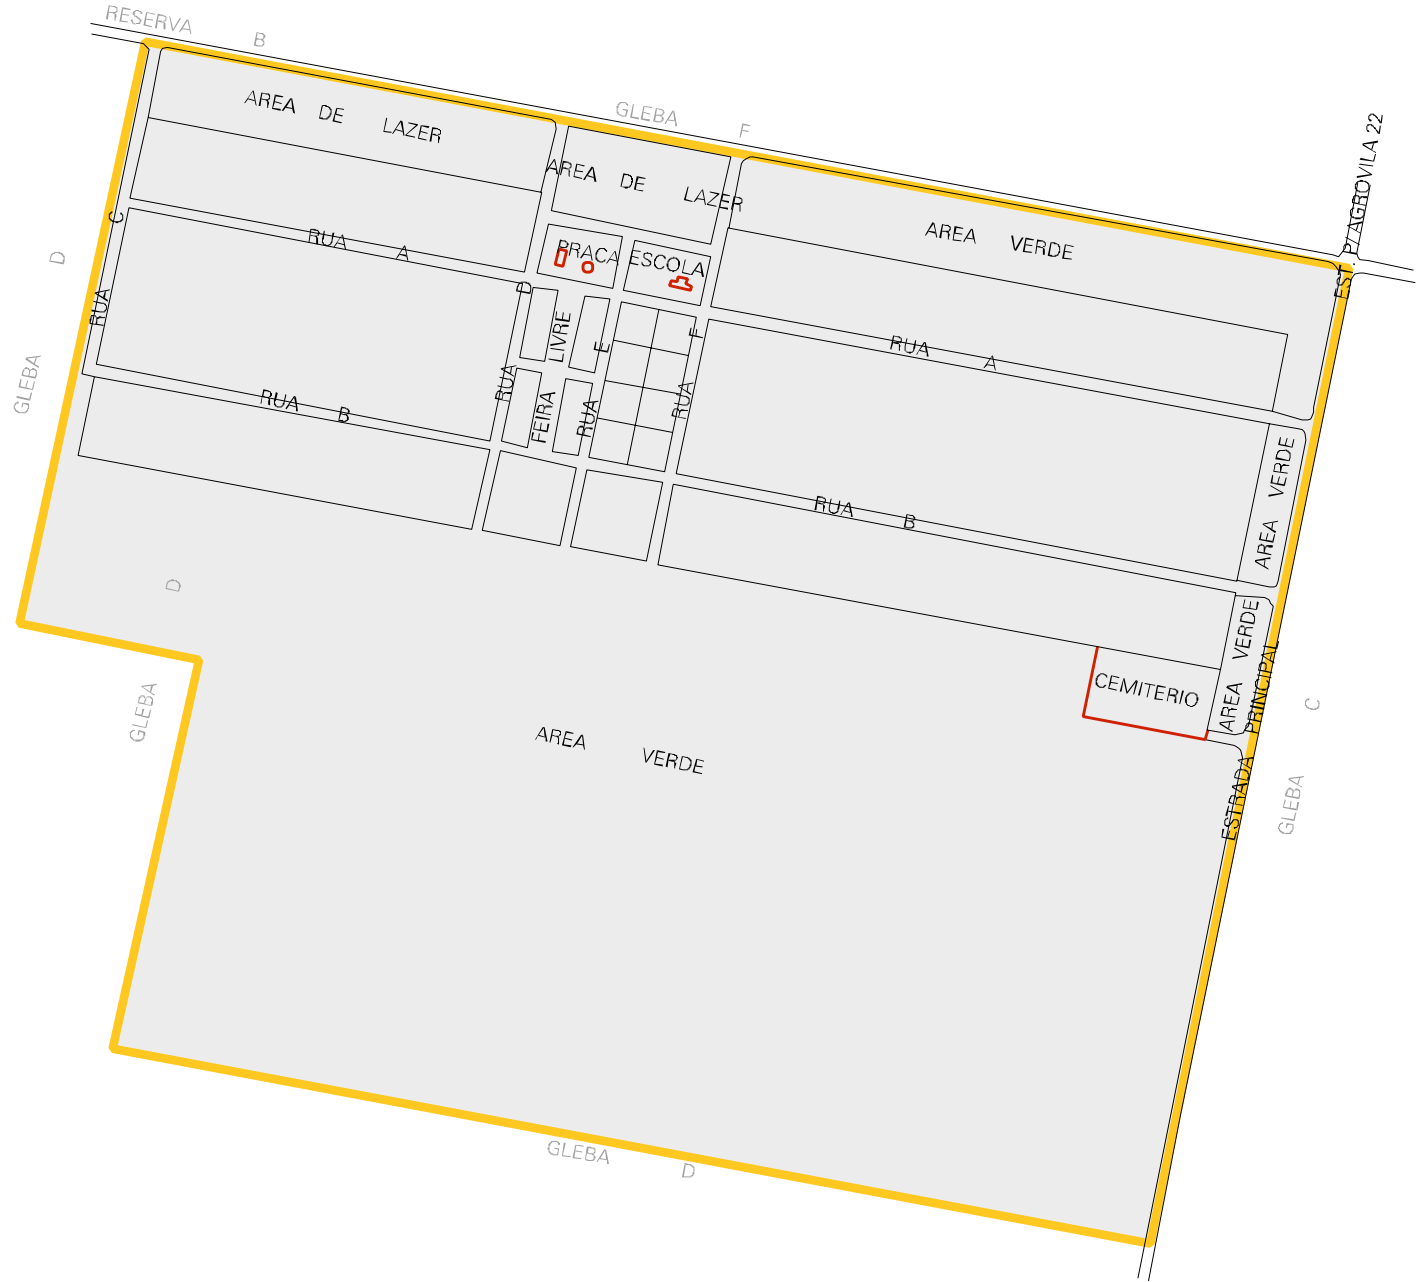 RESERVA B
GLEBA F
EST. P/ AGROVILA 22
AREA DE LAZER
AREA DE LAZER
AREA VERDE
PRACA
ESCOLA
RUA A
RUA A
RUA C
GLEBA D
RUA D
FEIRA LIVRE
RUA E
RUA F
RUA B
RUA B
AREA VERDE
AREA VERDE
CEMITERIO
ESTRADA PRINCIPAL
GLEBA D
AREA VERDE
GLEBA C
GLEBA D